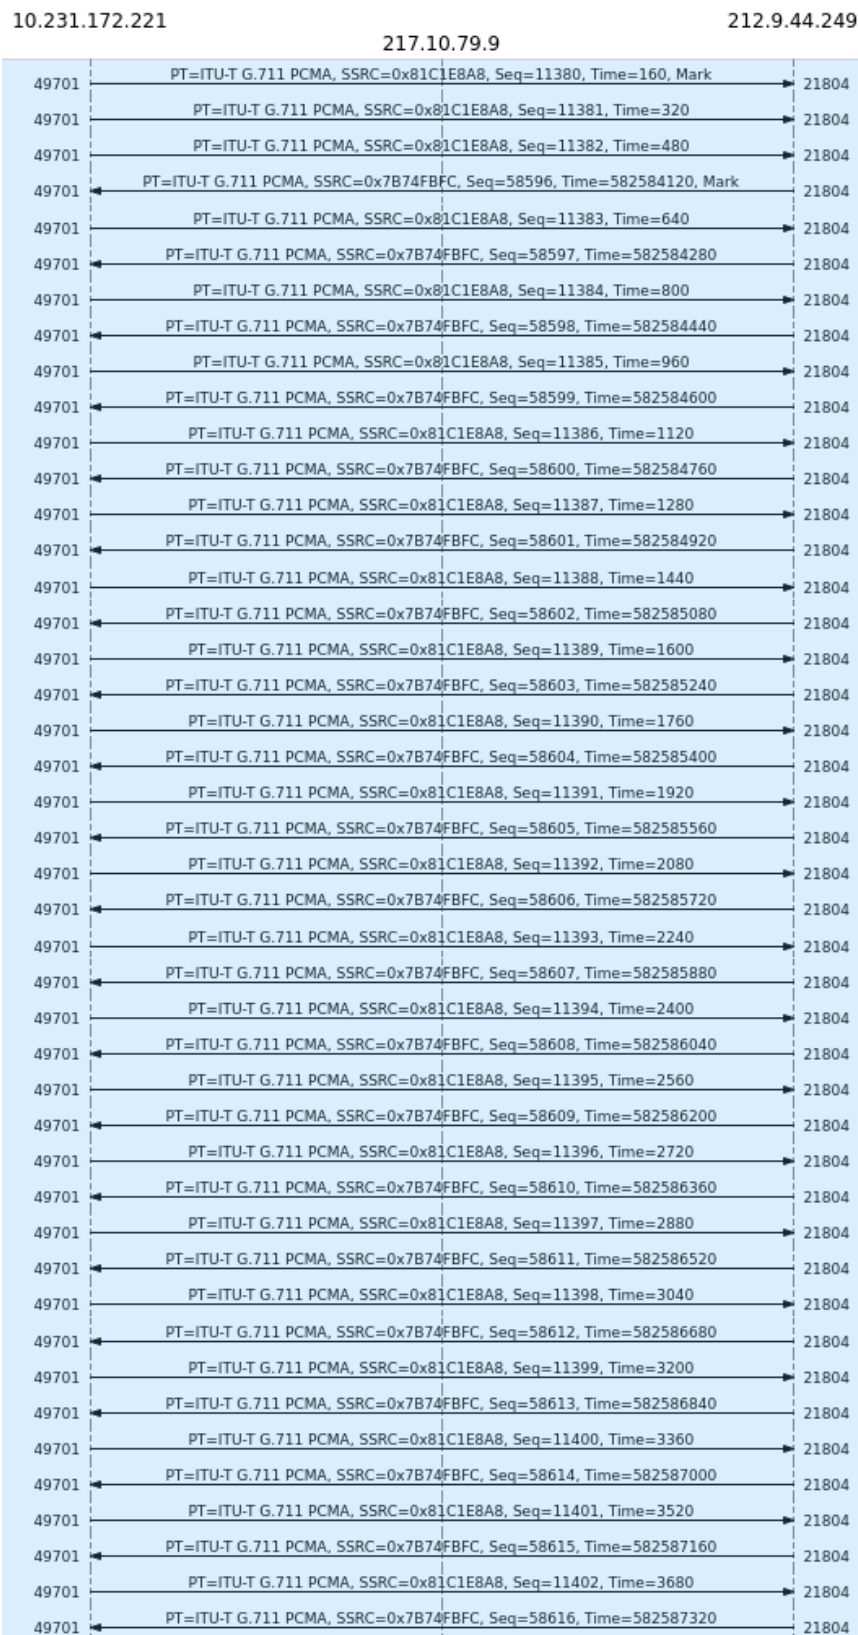 10.231.172.221 212.9.44.249
217.10.79.9
PT=ITU-T G.711 PCMA, SSRC=0x81C1E8A8, Seq=11380, Time=160, Mark
49701 21804
PT=ITU-T G.711 PCMA, SSRC=0x81C1E8A8, Seq=11381, Time=320
49701 21804
PT=ITU-T G.711 PCMA, SSRC=0x81C1E8A8, Seq=11382, Time=480
49701 21804
PT=ITU-T G.711 PCMA, SSRC=0x7B74FBFC, Seq=58596, Time=582584120, Mark
49701 21804
PT=ITU-T G.711 PCMA, SSRC=0x81C1E8A8, Seq=11383, Time=640
49701 21804
PT=ITU-T G.711 PCMA, SSRC=0x7B74FBFC, Seq=58597, Time=582584280
49701 21804
PT=ITU-T G.711 PCMA, SSRC=0x81C1E8A8, Seq=11384, Time=800
49701 21804
PT=ITU-T G.711 PCMA, SSRC=0x7B74FBFC, Seq=58598, Time=582584440
49701 21804
PT=ITU-T G.711 PCMA, SSRC=0x81C1E8A8, Seq=11385, Time=960
49701 21804
PT=ITU-T G.711 PCMA, SSRC=0x7B74FBFC, Seq=58599, Time=582584600
49701 21804
PT=ITU-T G.711 PCMA, SSRC=0x81C1E8A8, Seq=11386, Time=1120
49701 21804
PT=ITU-T G.711 PCMA, SSRC=0x7B74FBFC, Seq=58600, Time=582584760
49701 21804
PT=ITU-T G.711 PCMA, SSRC=0x81C1E8A8, Seq=11387, Time=1280
49701 21804
PT=ITU-T G.711 PCMA, SSRC=0x7B74FBFC, Seq=58601, Time=582584920
49701 21804
PT=ITU-T G.711 PCMA, SSRC=0x81C1E8A8, Seq=11388, Time=1440
49701 21804
PT=ITU-T G.711 PCMA, SSRC=0x7B74FBFC, Seq=58602, Time=582585080
49701 21804
PT=ITU-T G.711 PCMA, SSRC=0x81C1E8A8, Seq=11389, Time=1600
49701 21804
PT=ITU-T G.711 PCMA, SSRC=0x7B74FBFC, Seq=58603, Time=582585240
49701 21804
PT=ITU-T G.711 PCMA, SSRC=0x81C1E8A8, Seq=11390, Time=1760
49701 21804
PT=ITU-T G.711 PCMA, SSRC=0x7B74FBFC, Seq=58604, Time=582585400
49701 21804
PT=ITU-T G.711 PCMA, SSRC=0x81C1E8A8, Seq=11391, Time=1920
49701 21804
PT=ITU-T G.711 PCMA, SSRC=0x7B74FBFC, Seq=58605, Time=582585560
49701 21804
PT=ITU-T G.711 PCMA, SSRC=0x81C1E8A8, Seq=11392, Time=2080
49701 21804
PT=ITU-T G.711 PCMA, SSRC=0x7B74FBFC, Seq=58606, Time=582585720
49701 21804
PT=ITU-T G.711 PCMA, SSRC=0x81C1E8A8, Seq=11393, Time=2240
49701 21804
PT=ITU-T G.711 PCMA, SSRC=0x7B74FBFC, Seq=58607, Time=582585880
49701 21804
PT=ITU-T G.711 PCMA, SSRC=0x81C1E8A8, Seq=11394, Time=2400
49701 21804
PT=ITU-T G.711 PCMA, SSRC=0x7B74FBFC, Seq=58608, Time=582586040
49701 21804
PT=ITU-T G.711 PCMA, SSRC=0x81C1E8A8, Seq=11395, Time=2560
49701 21804
PT=ITU-T G.711 PCMA, SSRC=0x7B74FBFC, Seq=58609, Time=582586200
49701 21804
PT=ITU-T G.711 PCMA, SSRC=0x81C1E8A8, Seq=11396, Time=2720
49701 21804
PT=ITU-T G.711 PCMA, SSRC=0x7B74FBFC, Seq=58610, Time=582586360
49701 21804
PT=ITU-T G.711 PCMA, SSRC=0x81C1E8A8, Seq=11397, Time=2880
49701 21804
PT=ITU-T G.711 PCMA, SSRC=0x7B74FBFC, Seq=58611, Time=582586520
49701 21804
PT=ITU-T G.711 PCMA, SSRC=0x81C1E8A8, Seq=11398, Time=3040
49701 21804
PT=ITU-T G.711 PCMA, SSRC=0x7B74FBFC, Seq=58612, Time=582586680
49701 21804
PT=ITU-T G.711 PCMA, SSRC=0x81C1E8A8, Seq=11399, Time=3200
49701 21804
PT=ITU-T G.711 PCMA, SSRC=0x7B74FBFC, Seq=58613, Time=582586840
49701 21804
PT=ITU-T G.711 PCMA, SSRC=0x81C1E8A8, Seq=11400, Time=3360
49701 21804
PT=ITU-T G.711 PCMA, SSRC=0x7B74FBFC, Seq=58614, Time=582587000
49701 21804
PT=ITU-T G.711 PCMA, SSRC=0x81C1E8A8, Seq=11401, Time=3520
49701 21804
PT=ITU-T G.711 PCMA, SSRC=0x7B74FBFC, Seq=58615, Time=582587160
49701 21804
PT=ITU-T G.711 PCMA, SSRC=0x81C1E8A8, Seq=11402, Time=3680
49701 21804
PT=ITU-T G.711 PCMA, SSRC=0x7B74FBFC, Seq=58616, Time=582587320
49701 21804